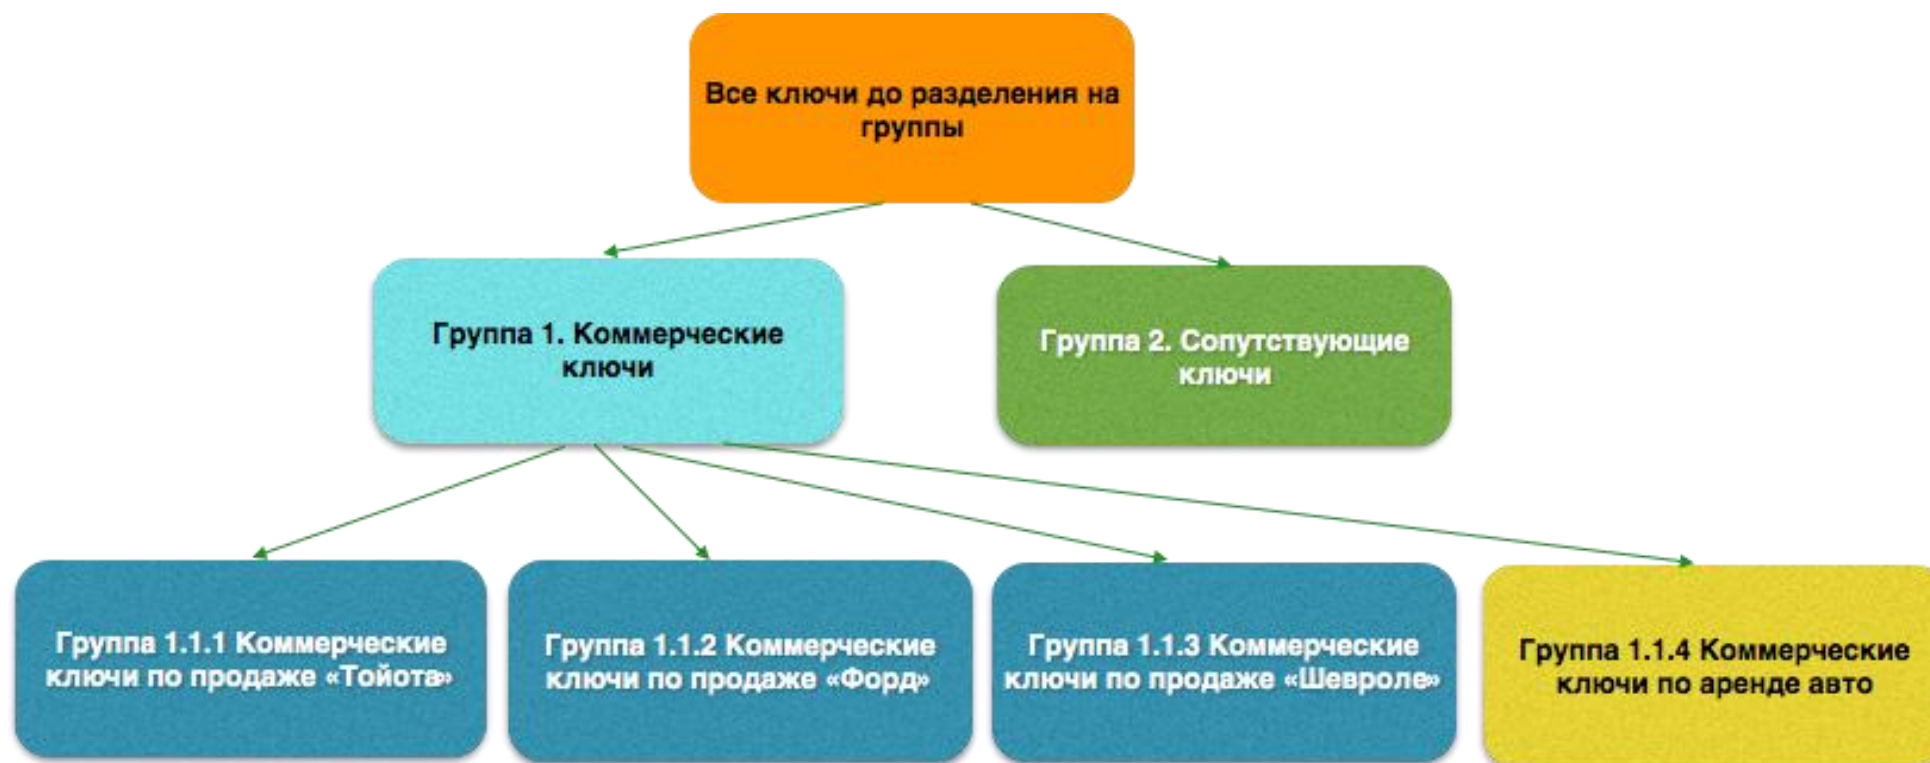 Все ключи до разделения на
группы
Группа 1. Коммерческие
ключи
Группа 2. Сопутствующие
ключи
Группа 1.1.1 Коммерческие
ключи по продаже «Тойота»
Группа 1.1.2 Коммерческие
ключи по продаже «Форд»
Группа 1.1.3 Коммерческие
ключи по продаже «Шевроле»
Группа 1.1.4 Коммерческие
ключи по аренде авто